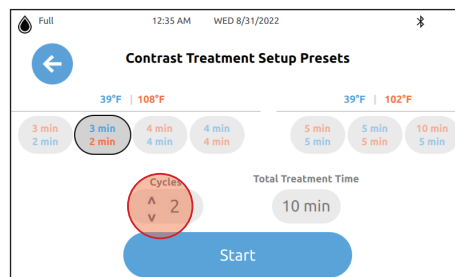 Full 12:35 AM WED 8/31/2022
Contrast Treatment Setup Presets
39°F | 108°F 39°F | 102°F
3 min 3 min 4 min 4 min 5 min 5 min 10 min
2 min 2 min 4 min 4 min 5 min 5 min 5 min
Cycles Total Treatment Time
2 10 min
Start